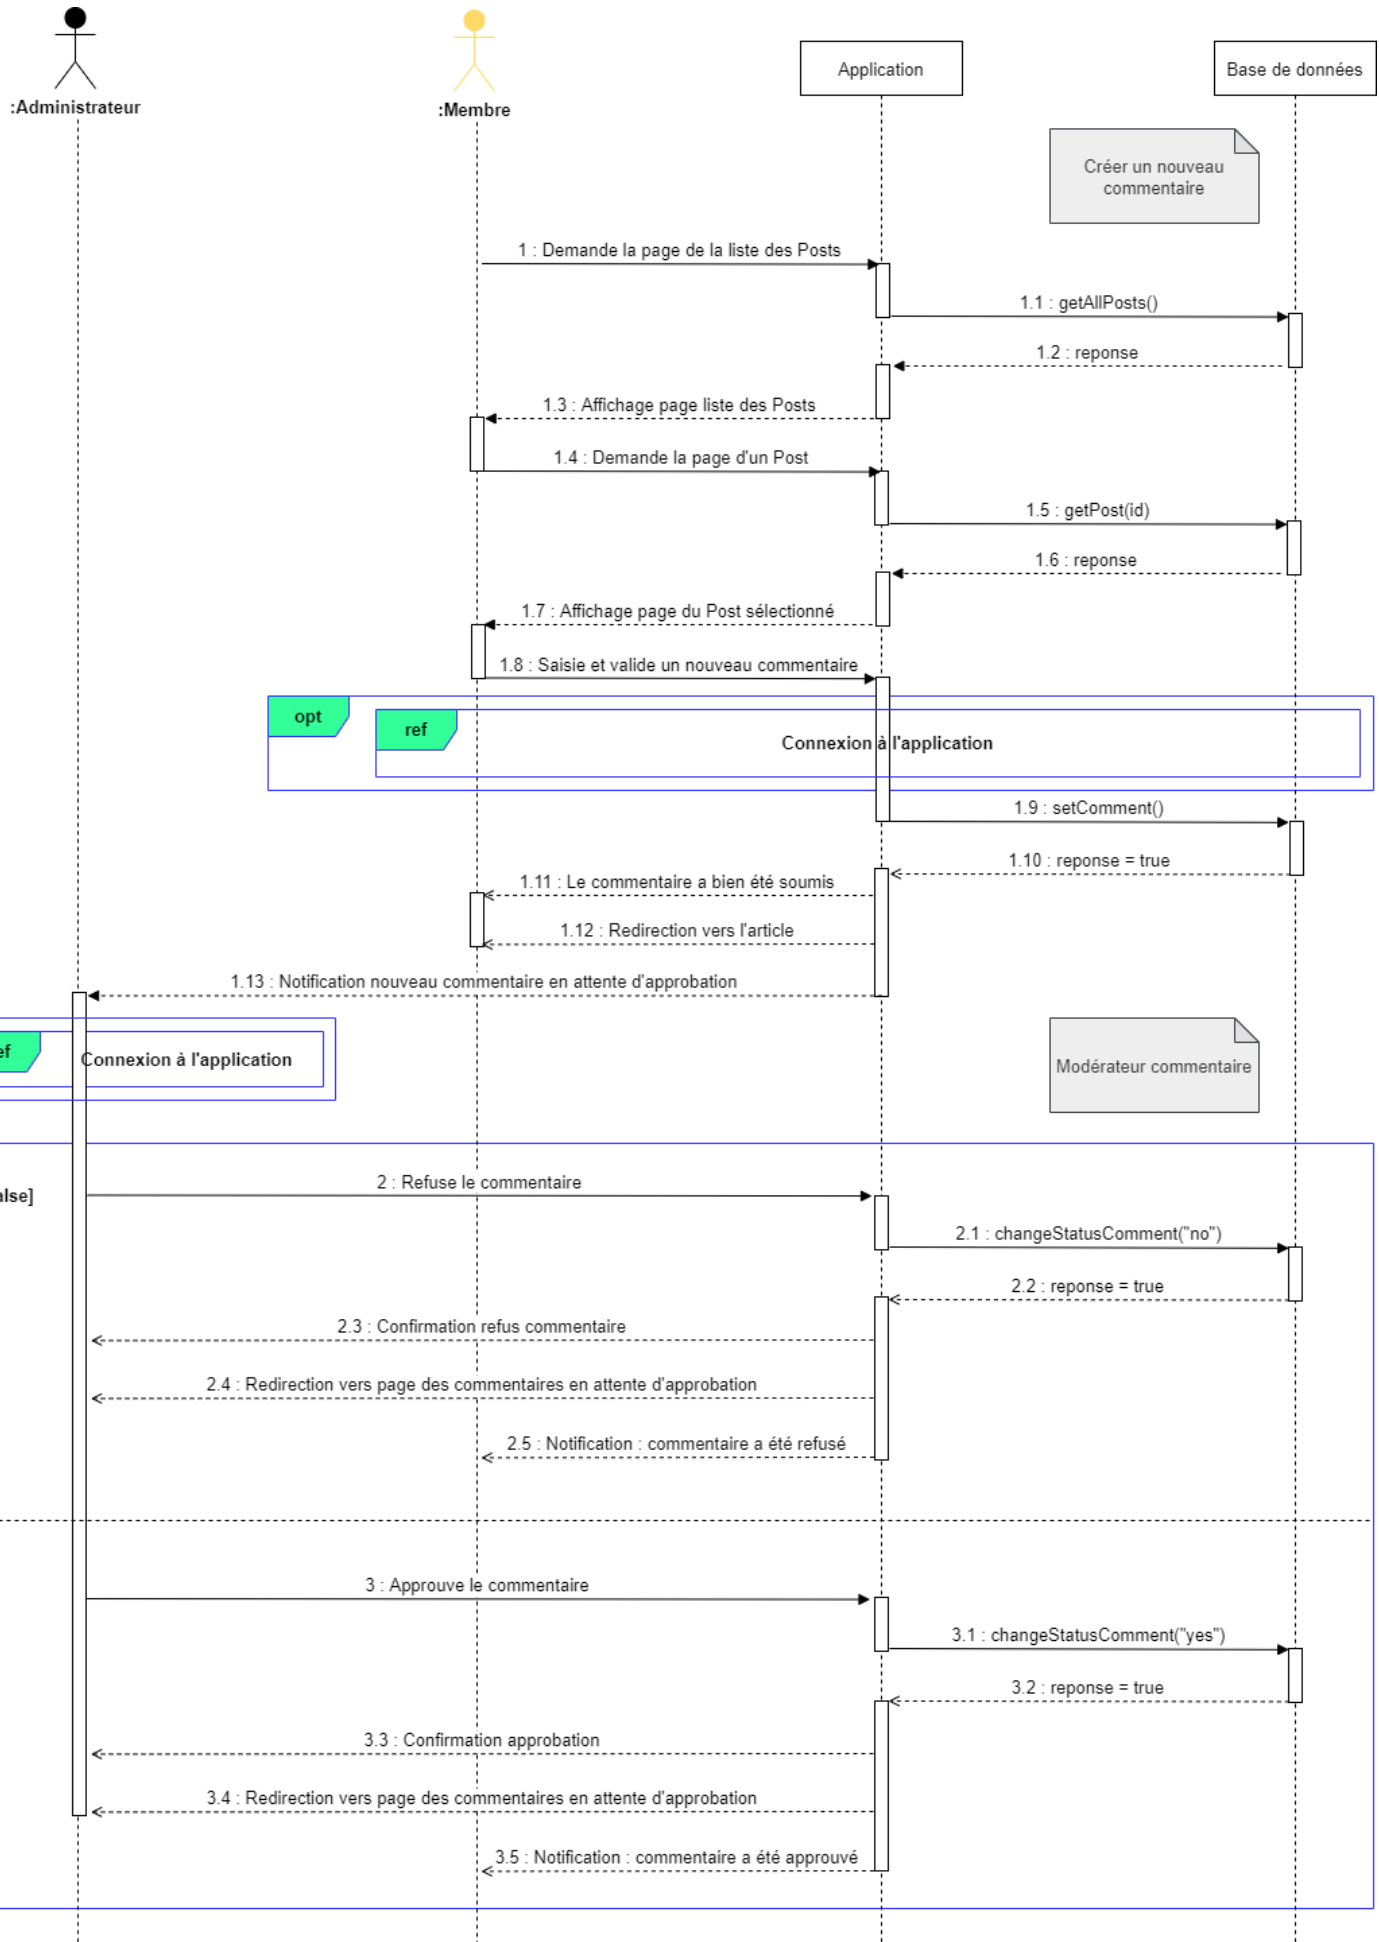 :Administrateur
:Membre
Application
Base de données
Créer un nouveau
commentaire
1 : Demande la page de la liste des Posts
1.1 : getAllPosts()
1.2 : reponse
1.3 : Affichage page liste des Posts
1.4 : Demande la page d'un Post
1.5 : getPost(id)
1.6 : reponse
1.7 : Affichage page du Post sélectionné
1.8 : Saisie et valide un nouveau commentaire
opt
ref
Connexion à l'application
1.9 : setComment()
1.10 : reponse = true
1.11 : Le commentaire a bien été soumis
1.12 : Redirection vers l'article
1.13 : Notification nouveau commentaire en attente d'approbation
ef
Connexion à l'application
Modérateur commentaire
2 : Refuse le commentaire
alse]
2.1 : changeStatusComment("no")
2.2 : reponse = true
2.3 : Confirmation refus commentaire
2.4 : Redirection vers page des commentaires en attente d'approbation
2.5 : Notification : commentaire a été refusé
3 : Approuve le commentaire
3.1 : changeStatusComment("yes")
3.2 : reponse = true
3.3 : Confirmation approbation
3.4 : Redirection vers page des commentaires en attente d'approbation
3.5 : Notification : commentaire a été approuvé